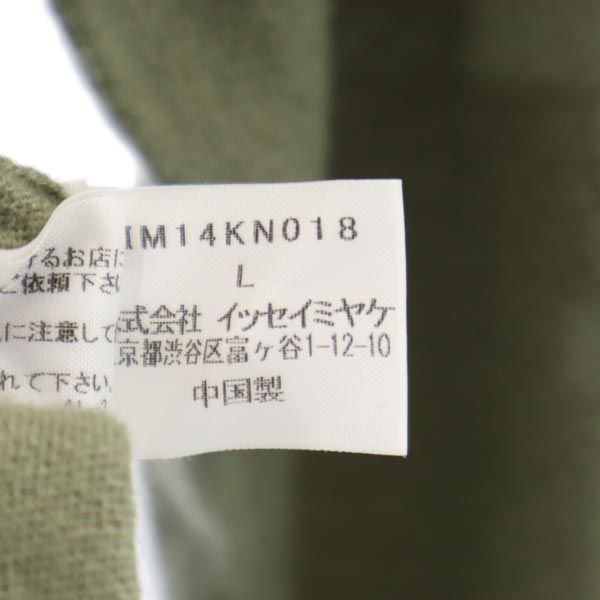 IM14KN018
L
式会社 イッセイミヤケ
京都渋谷区富ヶ谷1-12-10
中国製
するお店に
ご依頼下さ
に注意して
れて下さい